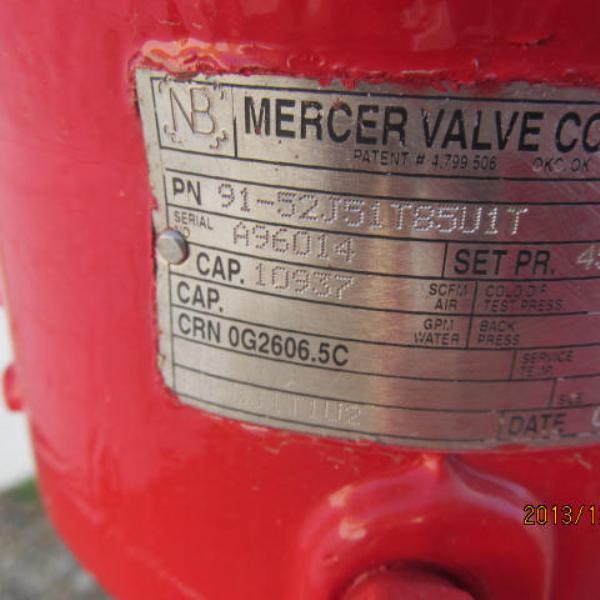 NB MERCER VALVE CO
PATENT # 4,799,506 OKC. OK
PN 91-52J51T85U1T
SERIAL NO A96014 SET PR.
CAP. 10937 SCFM AIR COLD DIF. TEST PRESS
CAP. GPM WATER BACK PRESS.
CRN 0G2606.5C SERVICE TEMP.
SIZE
DATE
2013/1